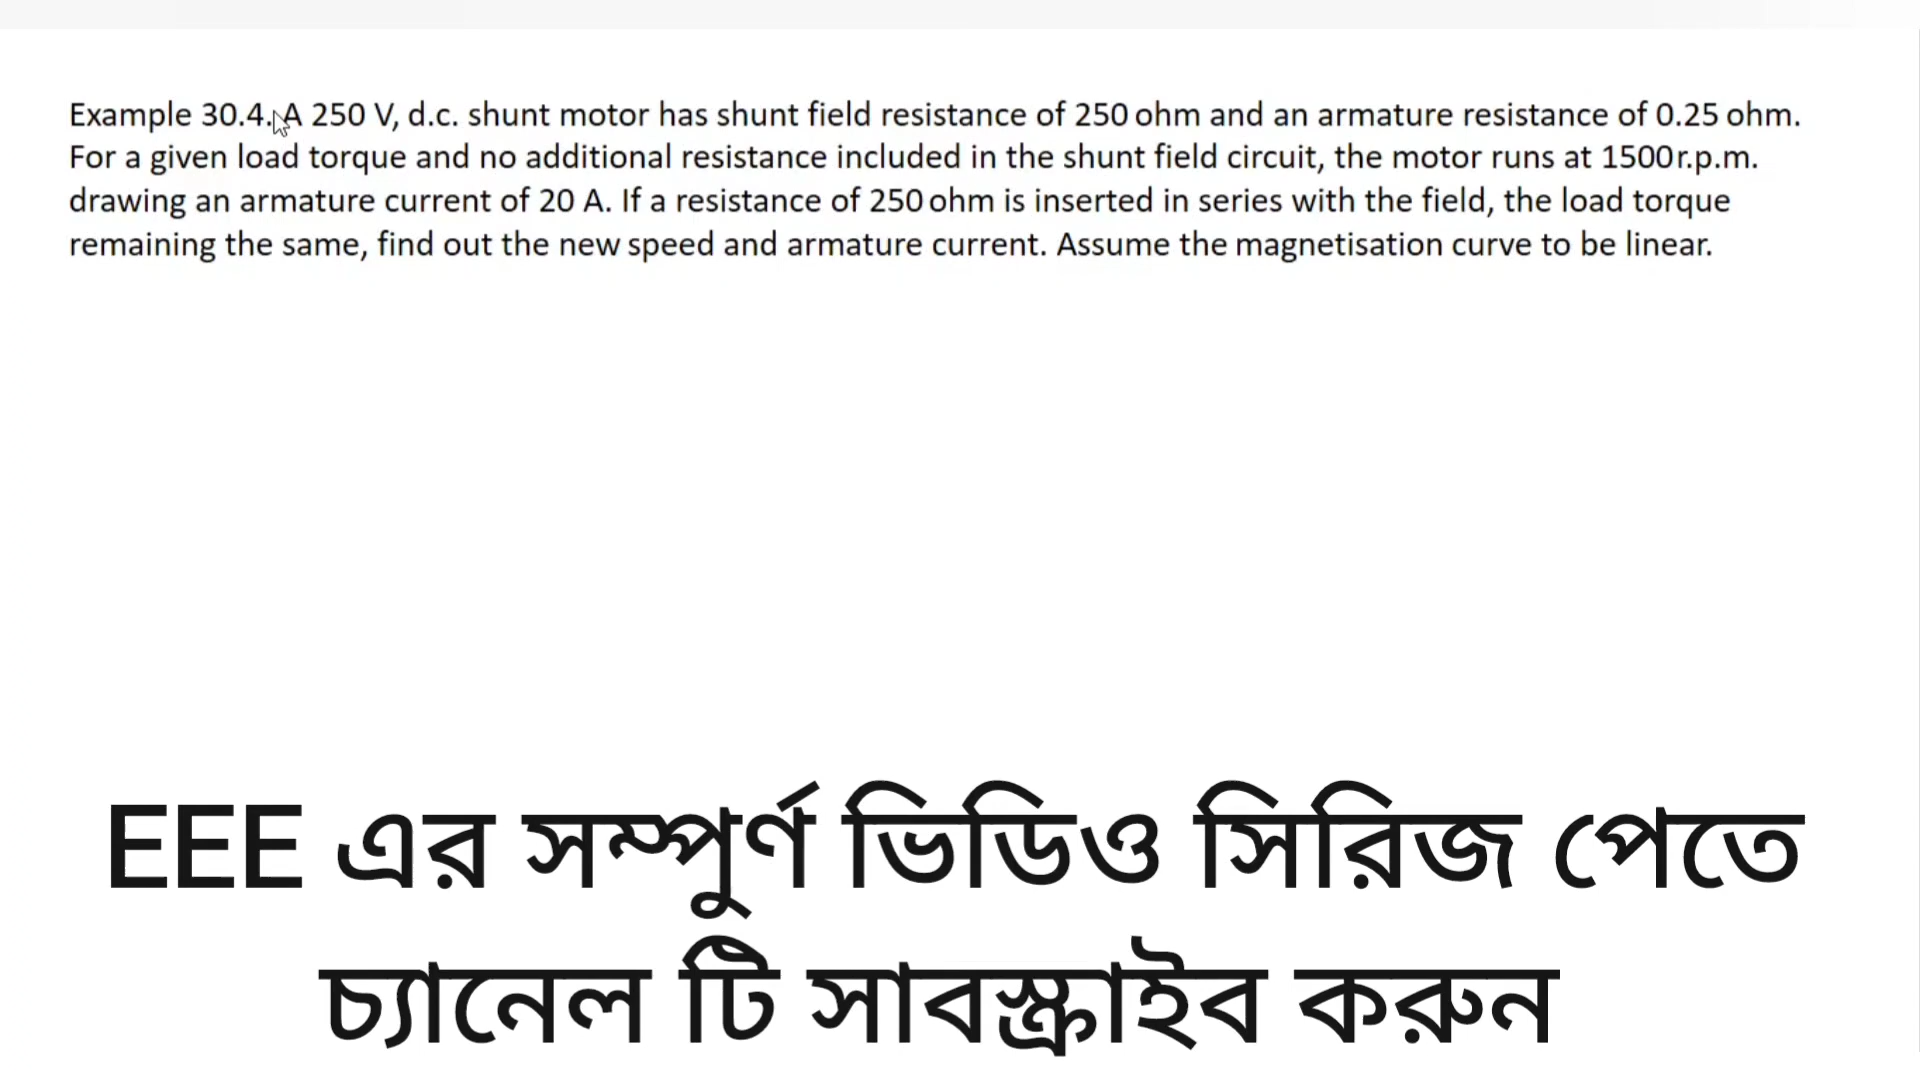 Example 30.4. A 250 V, d.c. shunt motor has shunt field resistance of 250 ohm and an armature resistance of 0.25 ohm.
For a given load torque and no additional resistance included in the shunt field circuit, the motor runs at 1500 r.p.m.
drawing an armature current of 20 A. If a resistance of 250 ohm is inserted in series with the field, the load torque
remaining the same, find out the new speed and armature current. Assume the magnetisation curve to be linear.
EEE এর সম্পুর্ণ ভিডিও সিরিজ পেতে
চ্যানেল টি সাবস্ক্রাইব করুন